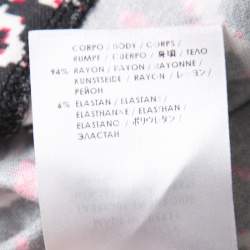 CORPO / BODY / CORPS /
RUMPF / CUERPO / 身頃 / ТЕЛО
94% RAYON / RAYON / RAYONNE /
KUNSTSEIDE / RAYON / レーヨン /
РЕЙОН
6% ELASTAN / ELASTANE /
ELASTHANNE / ELASTHAN /
ELASTANO / ポリウレタン /
ЭЛАСТАН